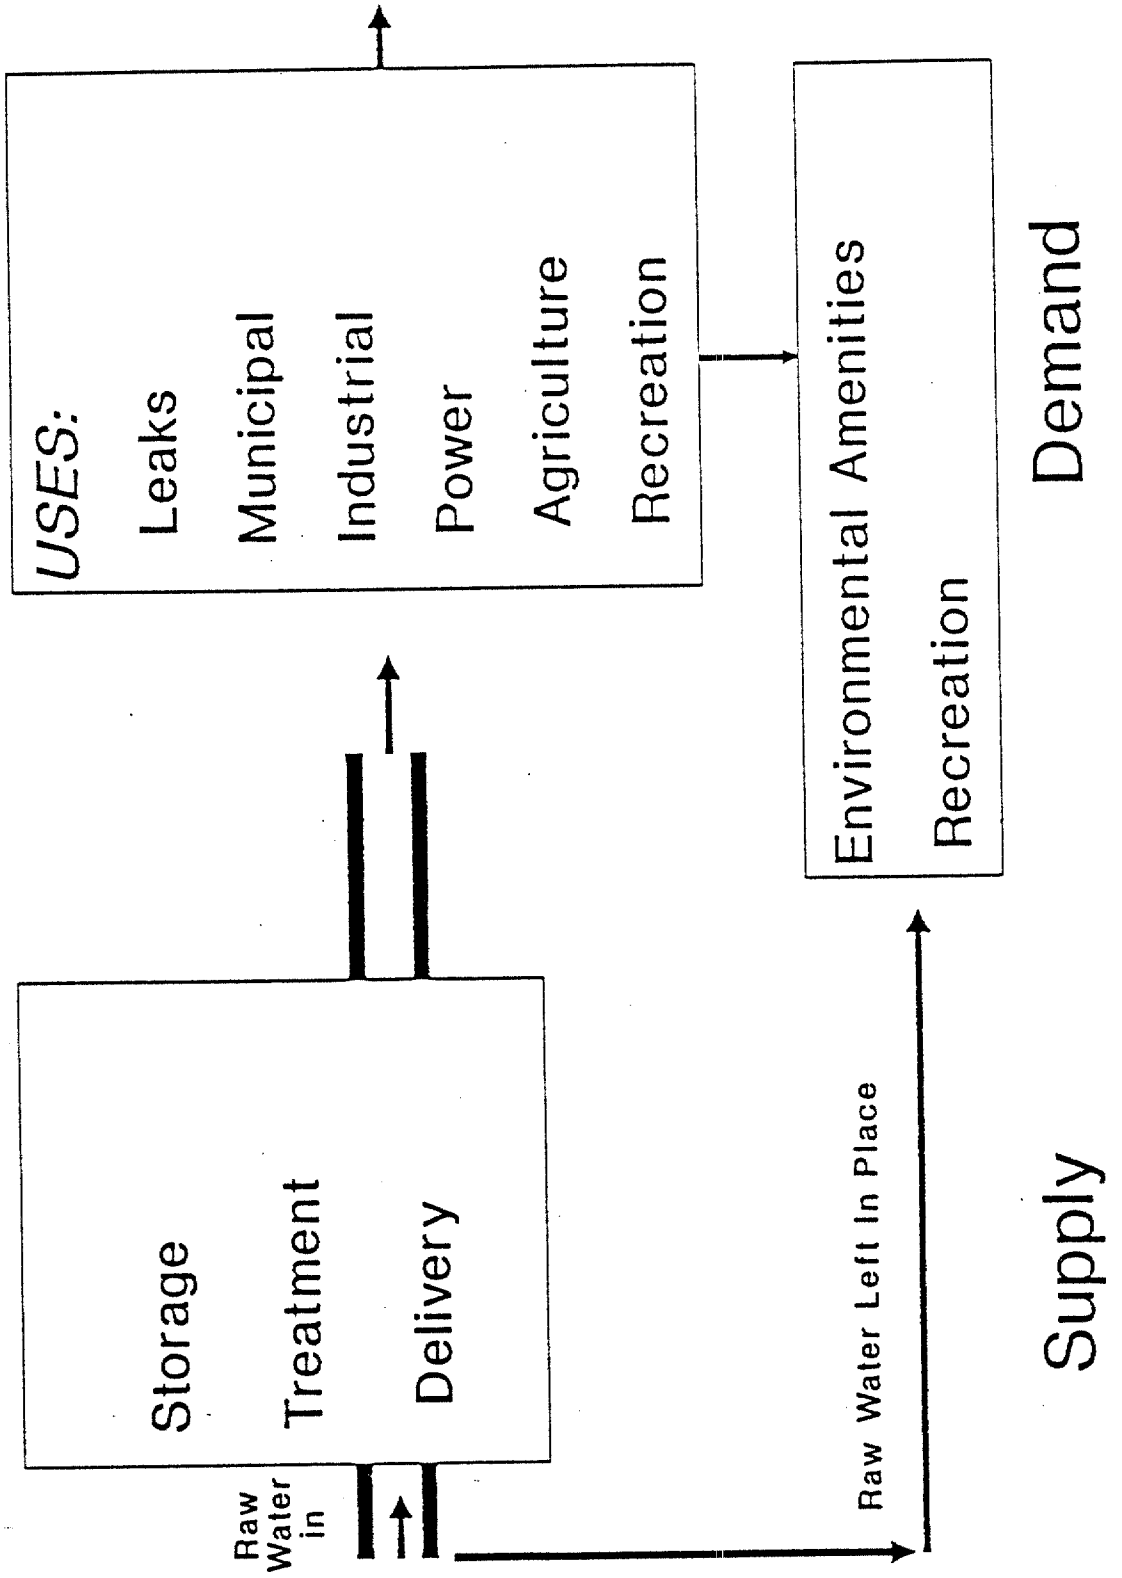 Raw
Water
in
Storage
Treatment
Delivery
USES:
Leaks
Municipal
Industrial
Power
Agriculture
Recreation
Raw Water Left In Place
Environmental Amenities
Recreation
Supply
Demand